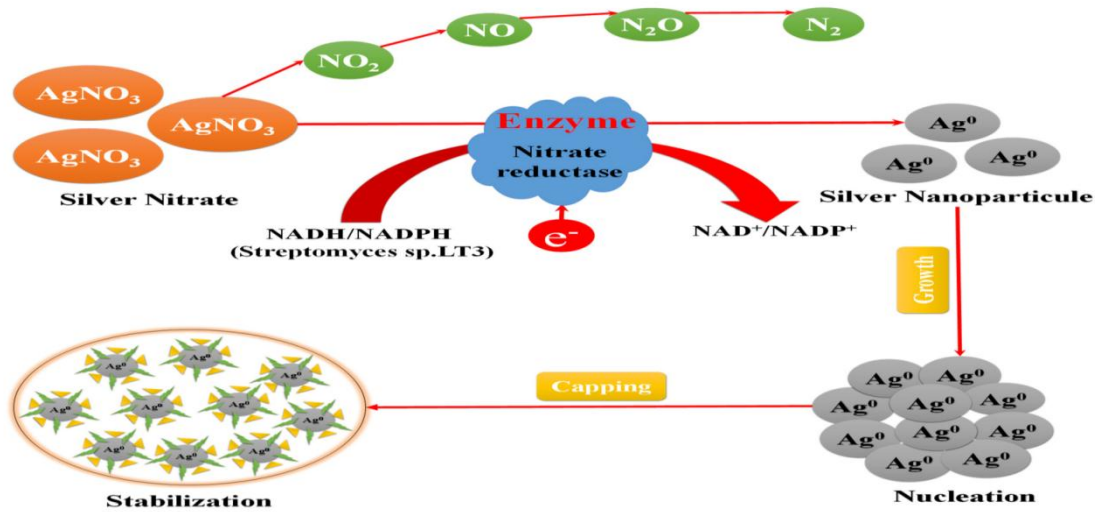 NO₂
NO
N₂O
N₂
AgNO₃
AgNO₃
AgNO₃
Silver Nitrate
Enzyme
Nitrate
reductase
NADH/NADPH
(Streptomyces sp.LT3)
e⁻
NAD⁺/NADP⁺
Ag⁰
Ag⁰
Ag⁰
Silver Nanoparticule
Growth
Ag⁰
Ag⁰
Ag⁰
Ag⁰
Ag⁰
Ag⁰
Ag⁰
Ag⁰
Ag⁰
Ag⁰
Nucleation
Capping
Ag⁰
Ag⁰
Ag⁰
Ag⁰
Ag⁰
Ag⁰
Ag⁰
Ag⁰
Ag⁰
Ag⁰
Stabilization